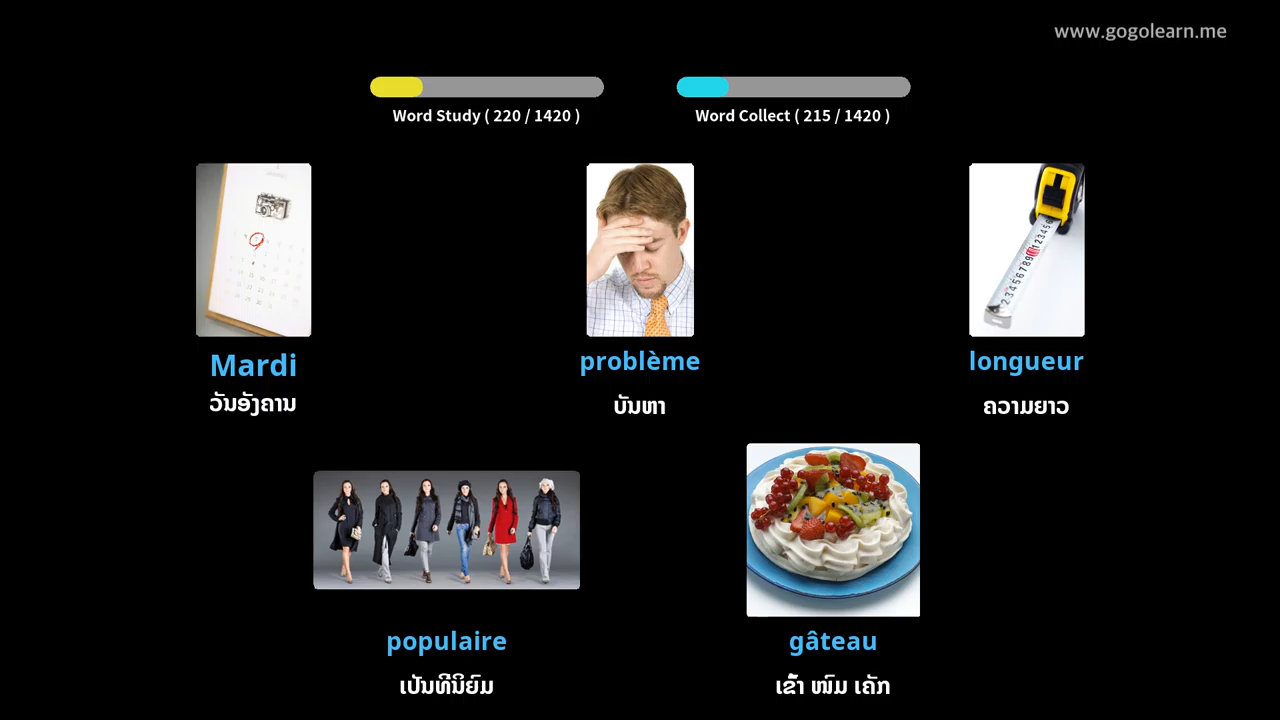 www.gogolearn.me
Word Study ( 220 / 1420 )
Word Collect ( 215 / 1420 )
Mardi
ວັນອັງຄານ
problème
ບັນຫາ
longueur
ຄວາມຍາວ
populaire
ເປັນທີນິຍົມ
gâteau
ເຂົ້າ ໜົມ ເຄັກ